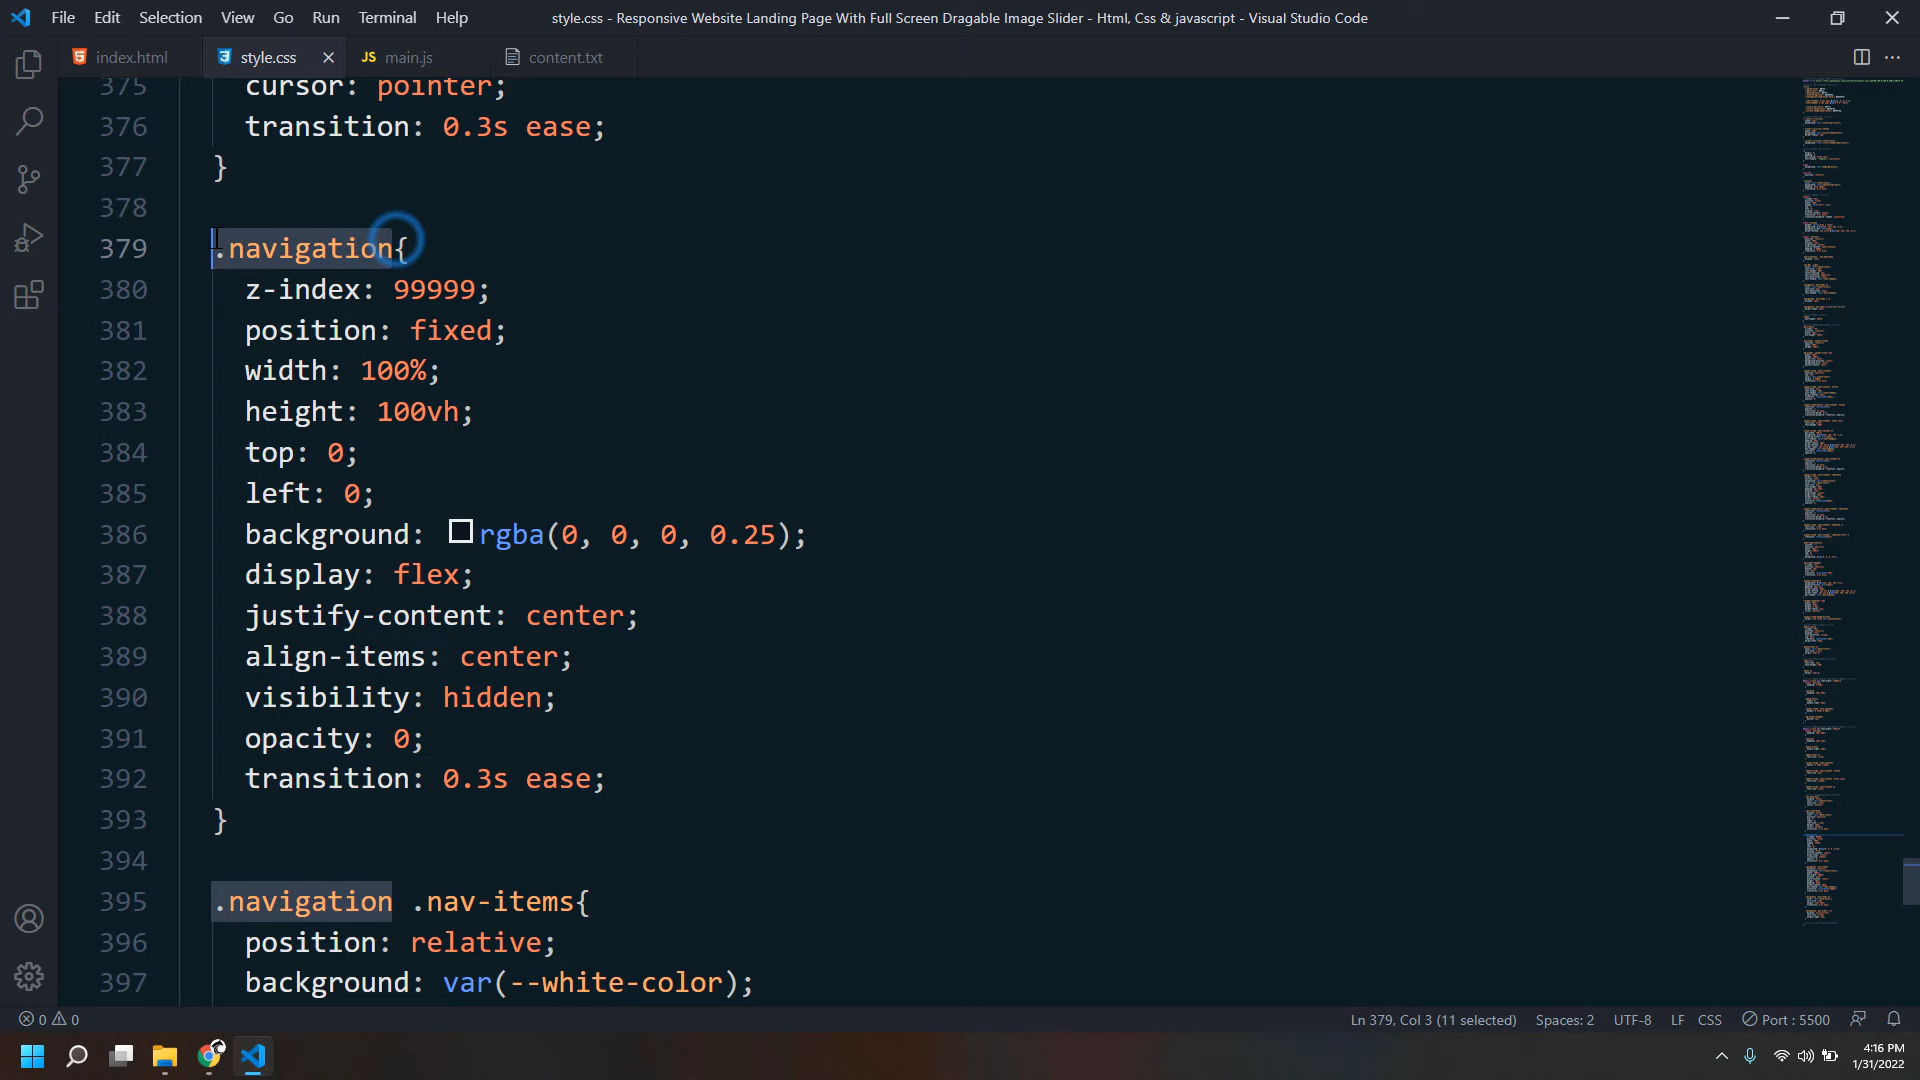 File Edit Selection View Go Run Terminal Help style.css - Responsive Website Landing Page With Full Screen Dragable Image Slider - Html, Css & javascript - Visual Studio Code
index.html style.css JS main.js content.txt
375 cursor: pointer;
376 transition: 0.3s ease;
377 }
378
379 .navigation{
380 z-index: 99999;
381 position: fixed;
382 width: 100%;
383 height: 100vh;
384 top: 0;
385 left: 0;
386 background: rgba(0, 0, 0, 0.25);
387 display: flex;
388 justify-content: center;
389 align-items: center;
390 visibility: hidden;
391 opacity: 0;
392 transition: 0.3s ease;
393 }
394
395 .navigation .nav-items{
396 position: relative;
397 background: var(--white-color);
0 0 Ln 379, Col 3 (11 selected) Spaces: 2 UTF-8 LF CSS Port : 5500
4:16 PM
1/31/2022